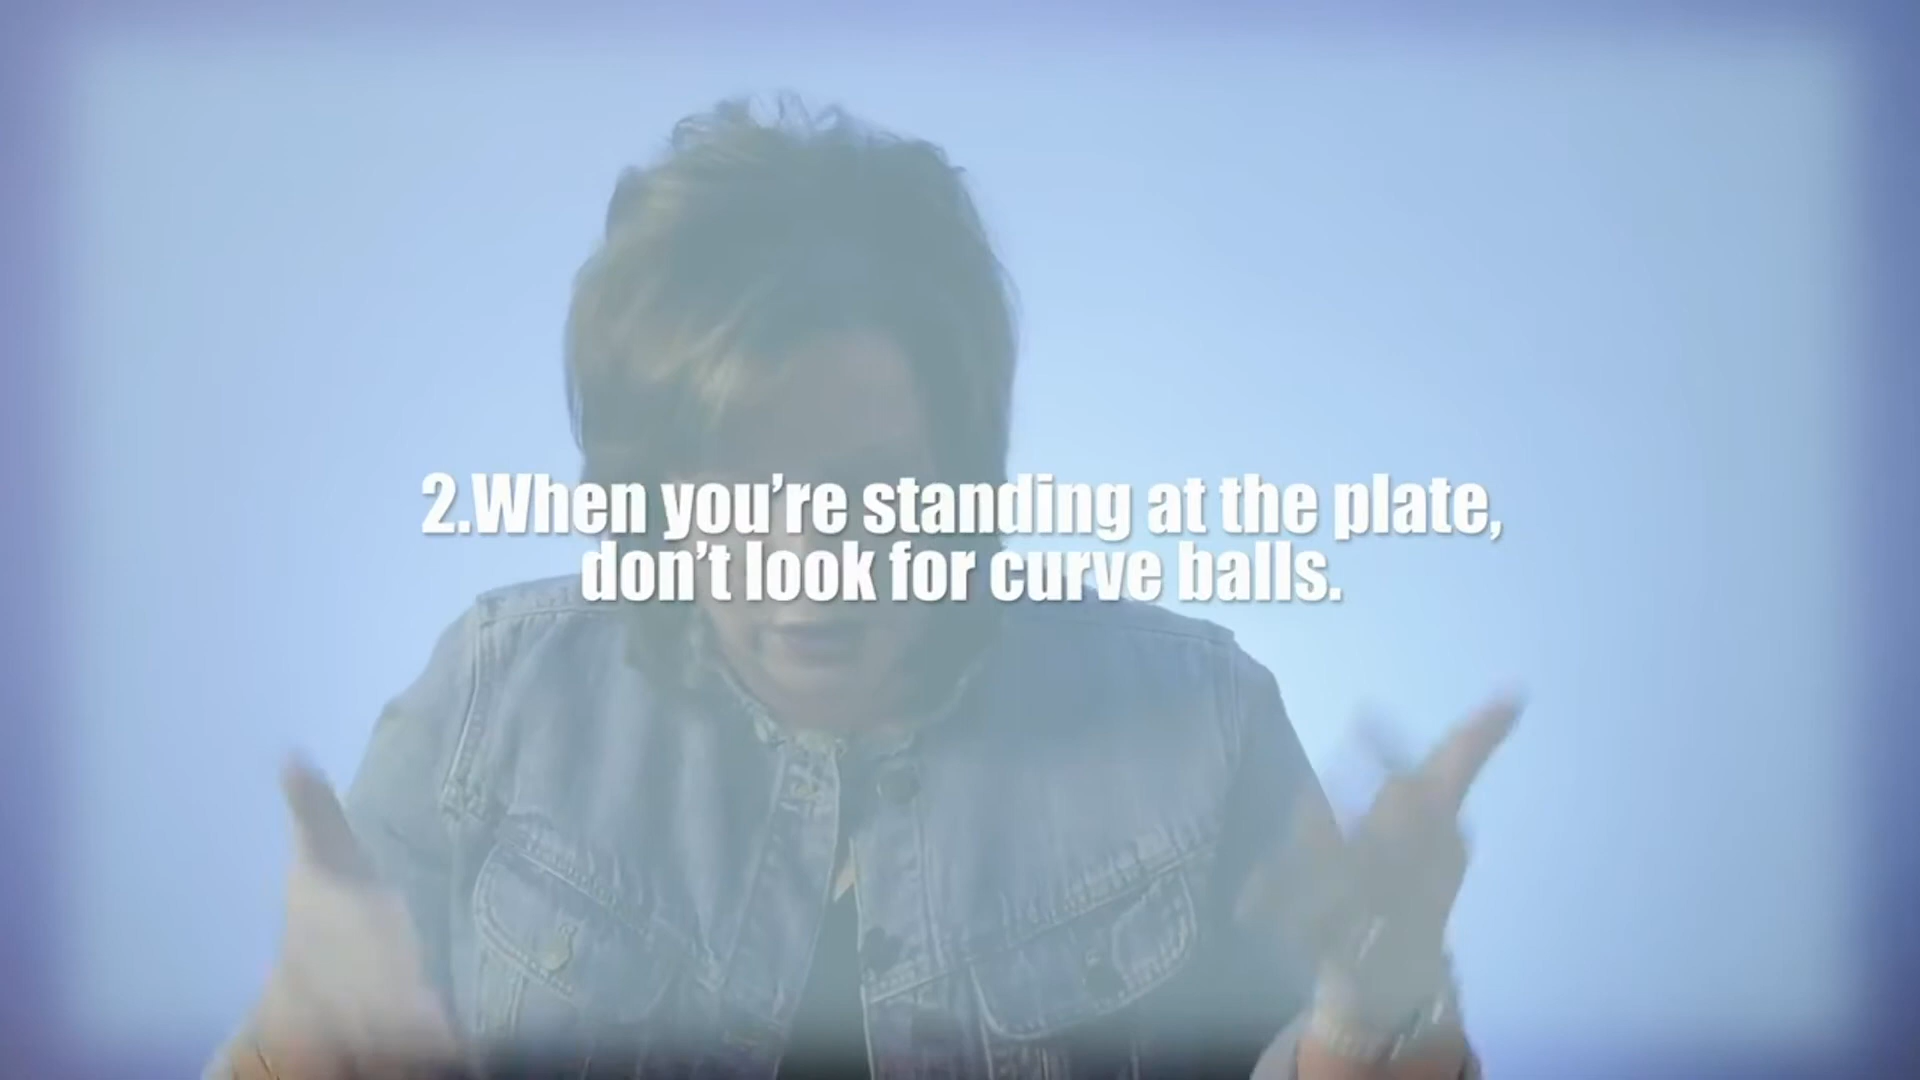 2.When you're standing at the plate,
don't look for curve balls.